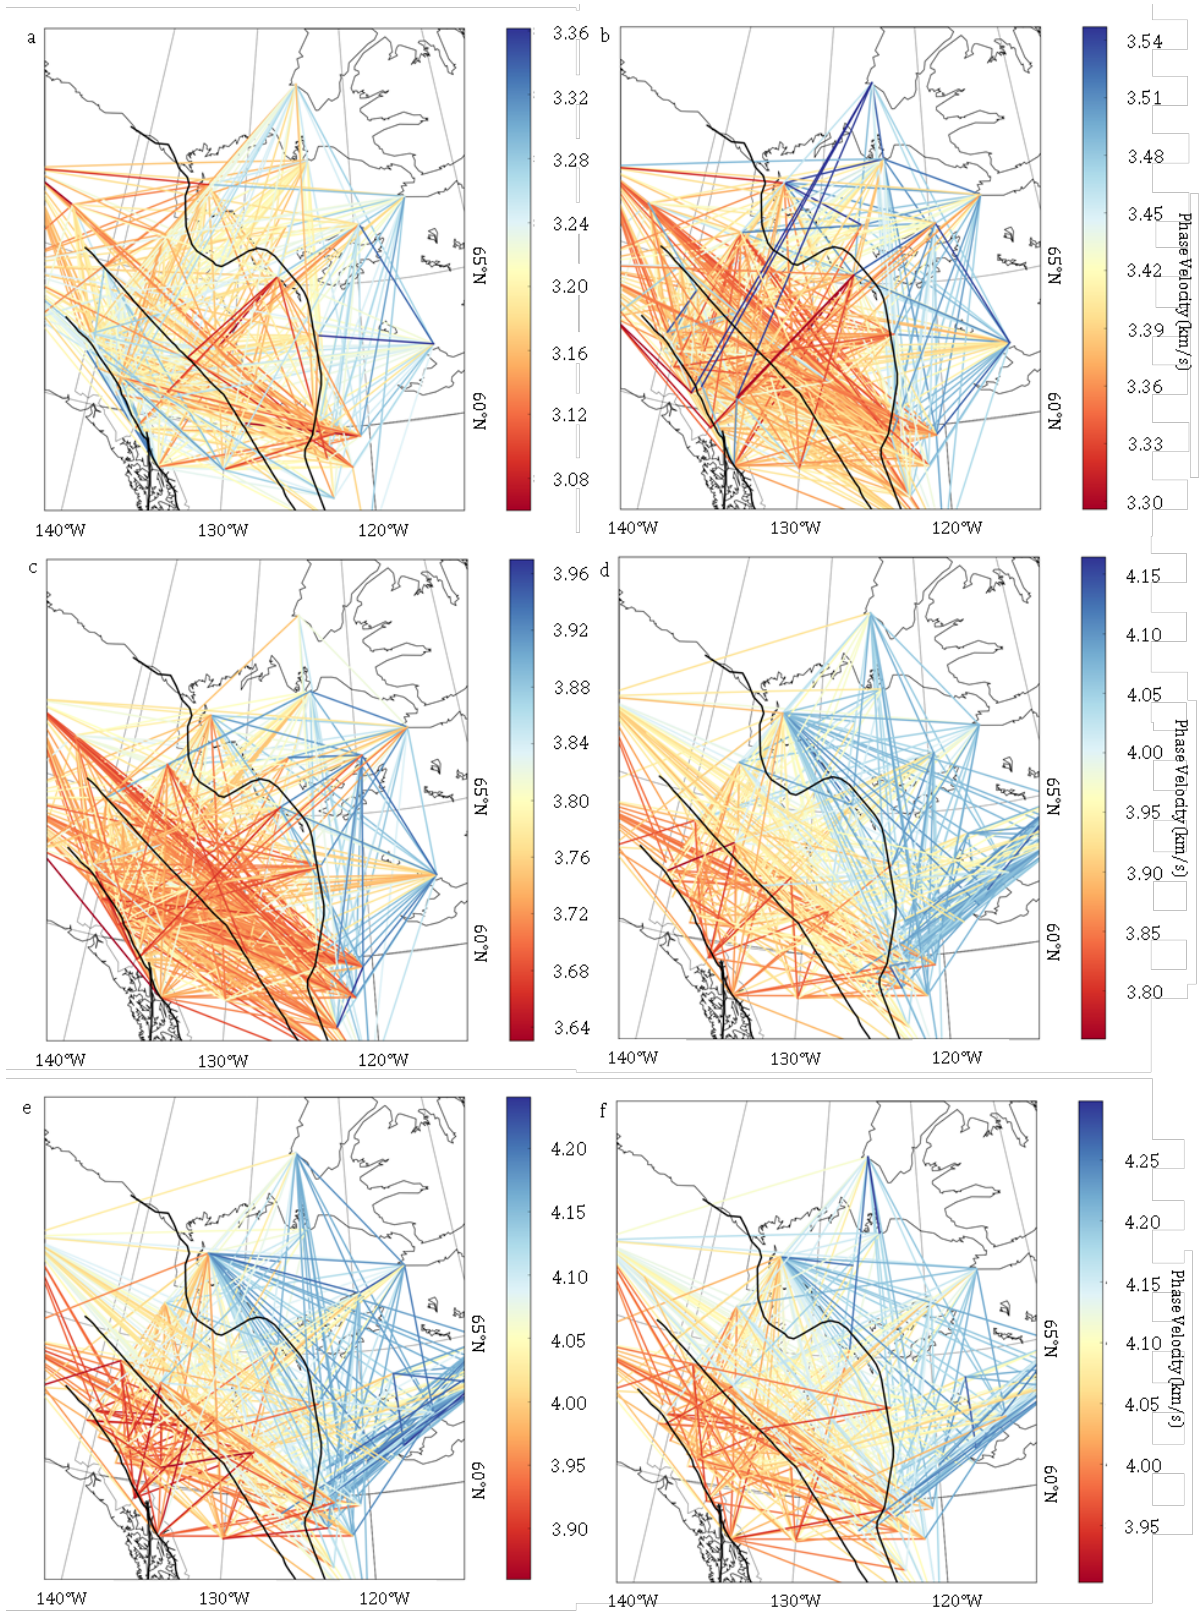 a
3.36
3.32
3.28
3.24
3.20
3.16
3.12
3.08
65°N
60°N
140°W
130°W
120°W
b
3.54
3.51
3.48
3.45
3.42
3.39
3.36
3.33
3.30
Phase Velocity (km/s)
65°N
60°N
140°W
130°W
120°W
c
3.96
3.92
3.88
3.84
3.80
3.76
3.72
3.68
3.64
65°N
60°N
140°W
130°W
120°W
d
4.15
4.10
4.05
4.00
3.95
3.90
3.85
3.80
Phase Velocity (km/s)
65°N
60°N
140°W
130°W
120°W
e
4.20
4.15
4.10
4.05
4.00
3.95
3.90
65°N
60°N
140°W
130°W
120°W
f
4.25
4.20
4.15
4.10
4.05
4.00
3.95
Phase Velocity (km/s)
65°N
60°N
140°W
130°W
120°W